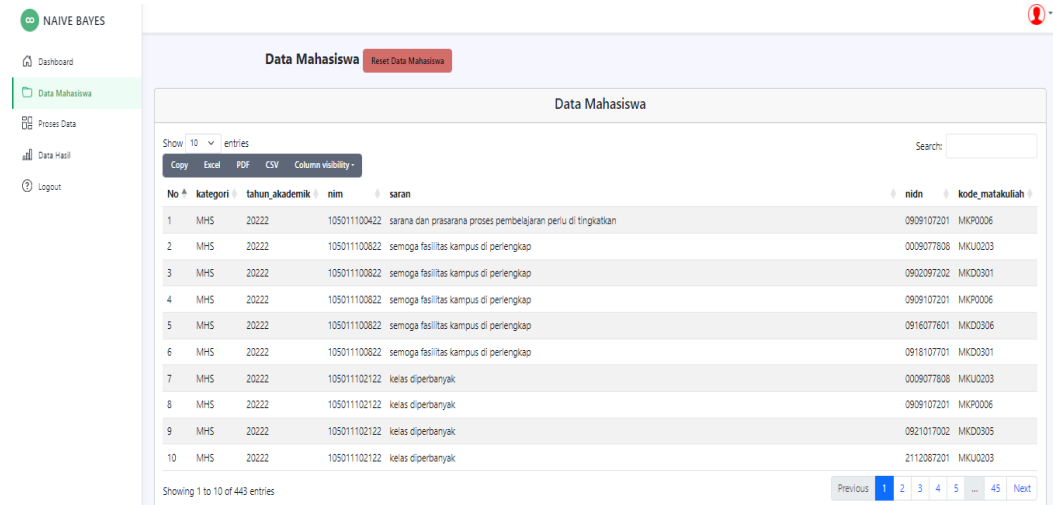 NAIVE BAYES
Dashboard
Data Mahasiswa
Proses Data
Data Hasil
Logout
Data Mahasiswa Reset Data Mahasiswa
Data Mahasiswa
Show 10 entries Search:
Copy Excel PDF CSV Column visibility
No kategori tahun_akademik nim saran nidn kode_matakuliah
1 MHS 20222 105011100422 sarana dan prasarana proses pembelajaran perlu di tingkatkan 0909107201 MKP0006
2 MHS 20222 105011100822 semoga fasilitas kampus di perlengkap 0009077808 MKU0203
3 MHS 20222 105011100822 semoga fasilitas kampus di perlengkap 0902097202 MKD0301
4 MHS 20222 105011100822 semoga fasilitas kampus di perlengkap 0909107201 MKP0006
5 MHS 20222 105011100822 semoga fasilitas kampus di perlengkap 0916077601 MKD0306
6 MHS 20222 105011100822 semoga fasilitas kampus di perlengkap 0918107701 MKD0301
7 MHS 20222 105011102122 kelas diperbanyak 0009077808 MKU0203
8 MHS 20222 105011102122 kelas diperbanyak 0909107201 MKP0006
9 MHS 20222 105011102122 kelas diperbanyak 0921017002 MKD0305
10 MHS 20222 105011102122 kelas diperbanyak 2112087201 MKU0203
Showing 1 to 10 of 443 entries Previous 1 2 3 4 5 ... 45 Next